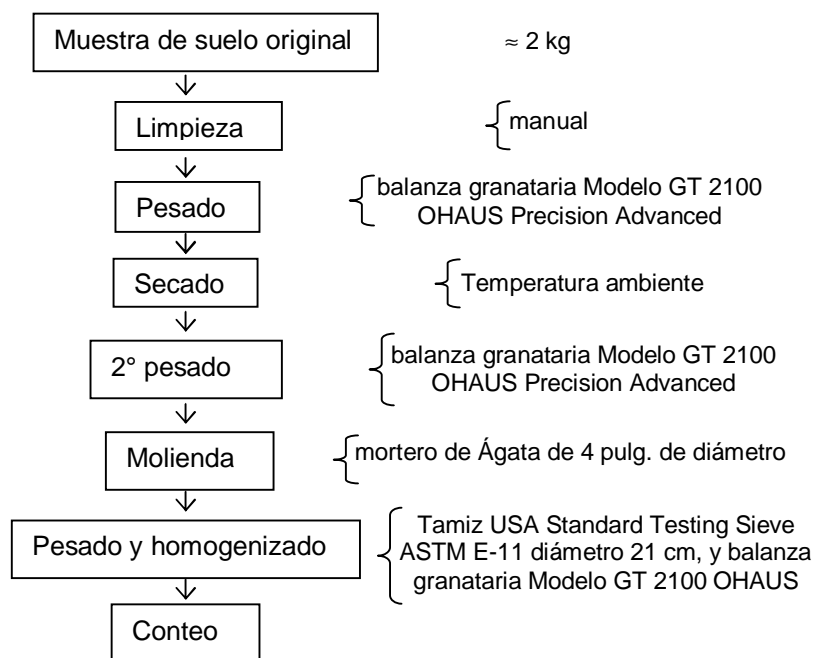 Muestra de suelo original
≈ 2 kg
Limpieza
manual
Pesado
balanza granataria Modelo GT 2100
OHAUS Precision Advanced
Secado
Temperatura ambiente
2° pesado
balanza granataria Modelo GT 2100
OHAUS Precision Advanced
Molienda
mortero de Ágata de 4 pulg. de diámetro
Pesado y homogenizado
Tamiz USA Standard Testing Sieve
ASTM E-11 diámetro 21 cm, y balanza
granataria Modelo GT 2100 OHAUS
Conteo